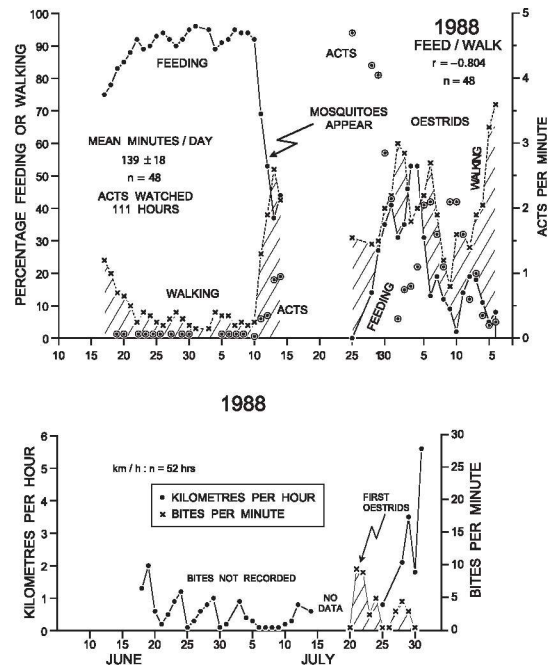 1988
FEED / WALK
r = –0.804
n = 48
100
90
80
70
60
50
40
30
20
10
0
PERCENTAGE FEEDING OR WALKING
FEEDING
MEAN MINUTES / DAY
139 ± 18
n = 48
ACTS WATCHED
111 HOURS
MOSQUITOES
APPEAR
WALKING
ACTS
ACTS
OESTRIDS
WALKING
FEEDING
5
4
3
2
1
0
ACTS PER MINUTE
10 15 20 25 30 5 10 15 20 25 30 5 10 15 5
1988
6
5
4
3
2
1
0
KILOMETRES PER HOUR
km / h : n = 52 hrs
KILOMETRES PER HOUR
BITES PER MINUTE
FIRST
OESTRIDS
BITES NOT RECORDED
NO
DATA
30
25
20
15
10
5
0
BITES PER MINUTE
10 15 20 25 30 5 10 15 20 25 30
JUNE JULY